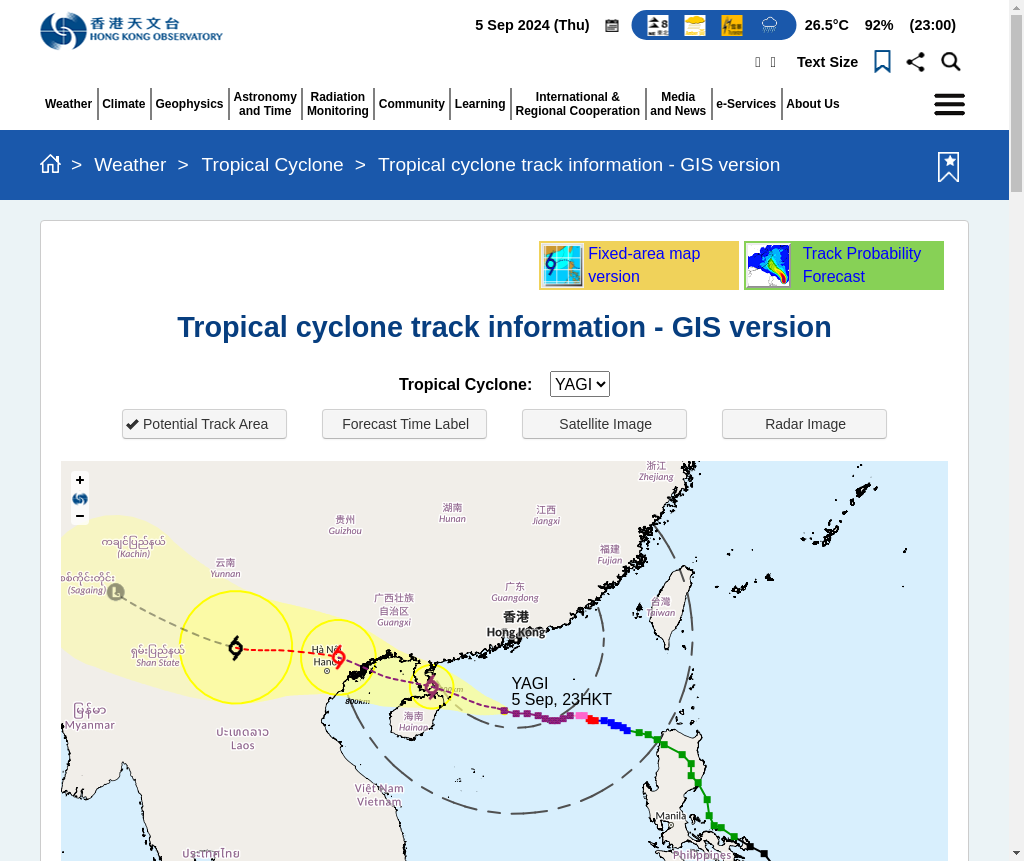 香港天文台
HONG KONG OBSERVATORY
5 Sep 2024 (Thu)
8
東北
26.5°C 92% (23:00)
Text Size
Weather Climate Geophysics Astronomy and Time Radiation Monitoring Community Learning International & Regional Cooperation Media and News e-Services About Us
> Weather > Tropical Cyclone > Tropical cyclone track information - GIS version
Fixed-area map version
Track Probability Forecast
Tropical cyclone track information - GIS version
Tropical Cyclone: YAGI
Potential Track Area Forecast Time Label Satellite Image Radar Image
+
−
浙江
Zhejiang
湖南
Hunan
江西
Jiangxi
贵州
Guizhou
福建
Fujian
ကချင်ပြည်နယ်
(Kachin)
云南
Yunnan
စစ်ကိုင်းတိုင်း
(Sagaing)
L
广东
Guangdong
广西壮族
自治区
Guangxi
台灣
Taiwan
香港
Hong Kong
ရှမ်းပြည်နယ်
Shan State
Hà Nội
Hanoi
YAGI
5 Sep, 23HKT
800km
海南
Hainan
မြန်မာ
Myanmar
ປະເທດລາວ
Laos
Việt Nam
Vietnam
Manila
ประเทศไทย
Philippines